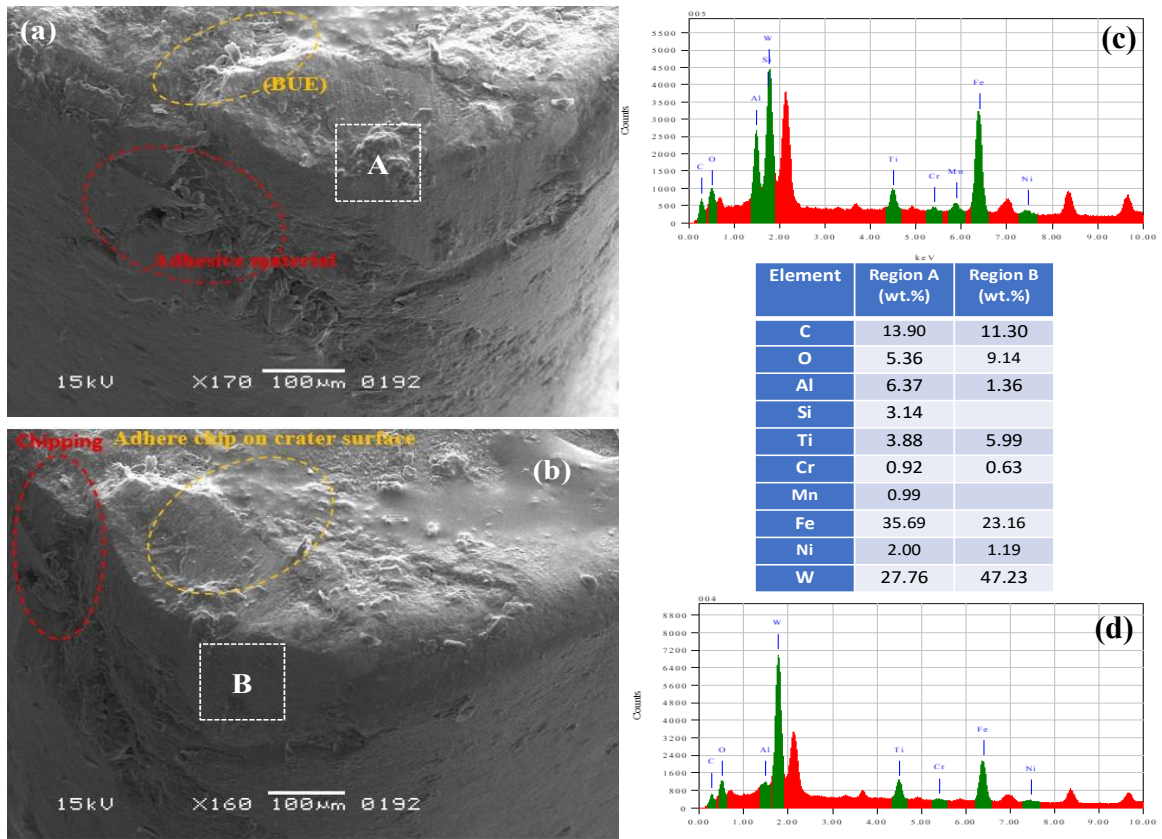 (a)
(BUE)
A
Adhesive material
15kV X170 100µm 0192
Chipping
Adhere chip on crater surface
(b)
B
15kV X160 100µm 0192
005
(c)
Counts
5500
5000
4500
4000
3500
3000
2500
2000
1500
1000
500
0
C
O
Al
Si
W
Ti
Cr
Mn
Fe
Ni
0.00 1.00 2.00 3.00 4.00 5.00 6.00 7.00 8.00 9.00 10.00
keV
Element Region A (wt.%) Region B (wt.%)
C 13.90 11.30
O 5.36 9.14
Al 6.37 1.36
Si 3.14
Ti 3.88 5.99
Cr 0.92 0.63
Mn 0.99
Fe 35.69 23.16
Ni 2.00 1.19
W 27.76 47.23
004
(d)
Counts
8800
8000
7200
6400
5600
4800
4000
3200
2400
1600
800
0
C
O
Al
W
Ti
Cr
Fe
Ni
0.00 1.00 2.00 3.00 4.00 5.00 6.00 7.00 8.00 9.00 10.00